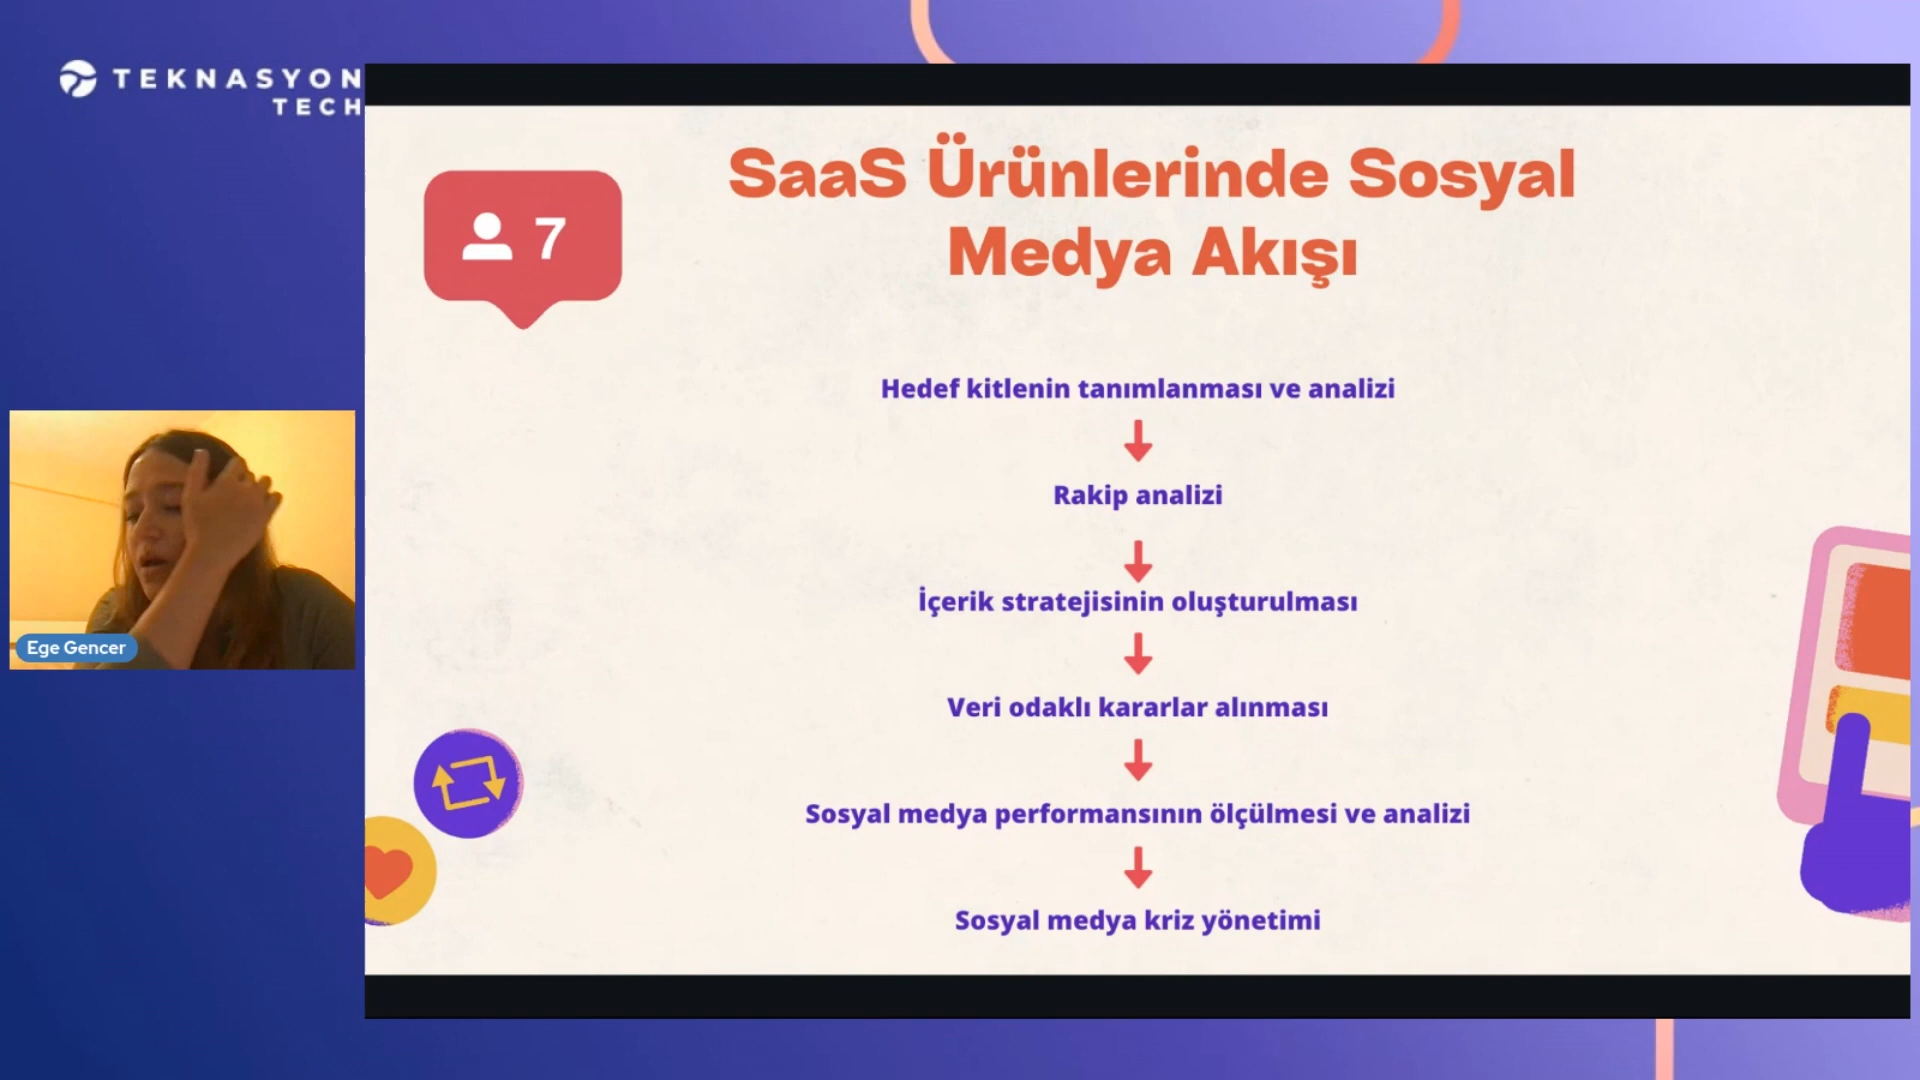 TEKNASYON
TECH
7
SaaS Ürünlerinde Sosyal
Medya Akışı
Hedef kitlenin tanımlanması ve analizi
Rakip analizi
İçerik stratejisinin oluşturulması
Veri odaklı kararlar alınması
Sosyal medya performansının ölçülmesi ve analizi
Sosyal medya kriz yönetimi
Ege Gencer